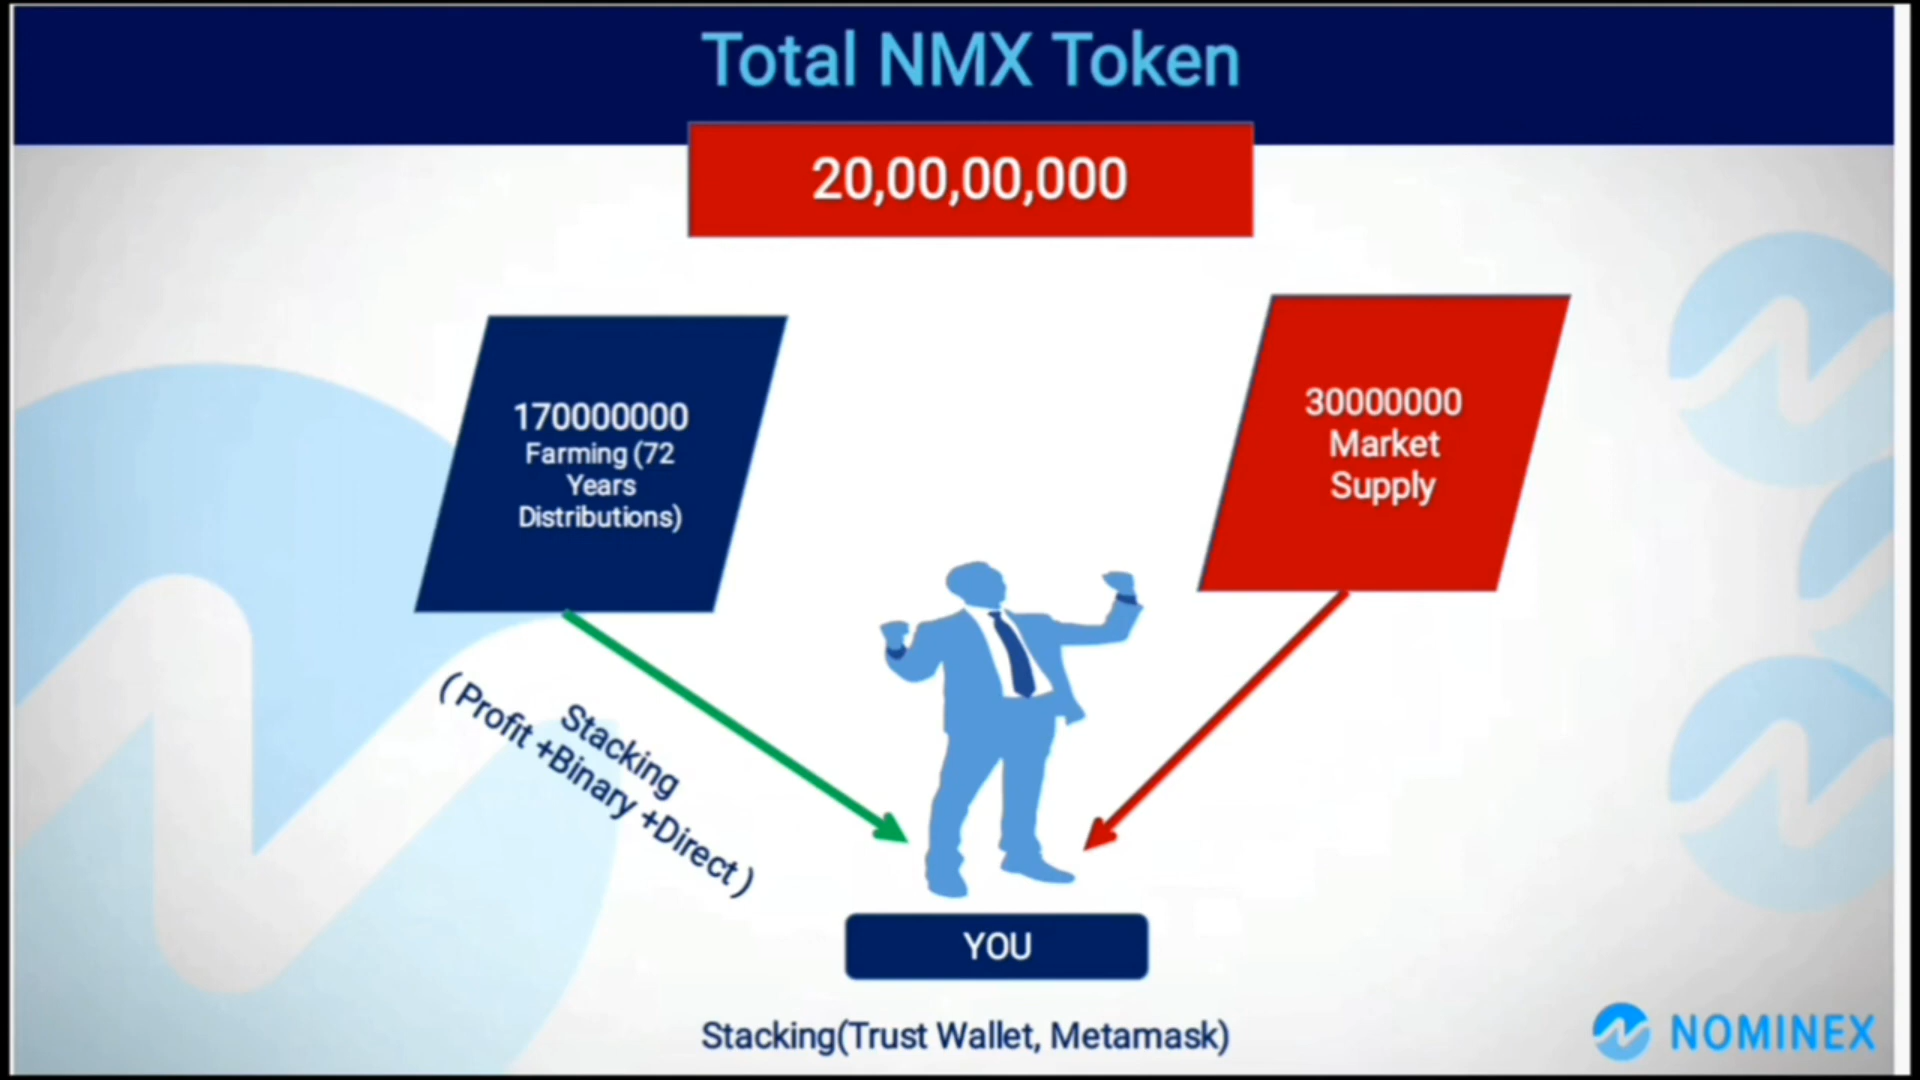 Total NMX Token
20,00,00,000
170000000
Farming (72
Years
Distributions)
30000000
Market
Supply
Stacking
( Profit +Binary +Direct )
YOU
Stacking(Trust Wallet, Metamask)
NOMINEX